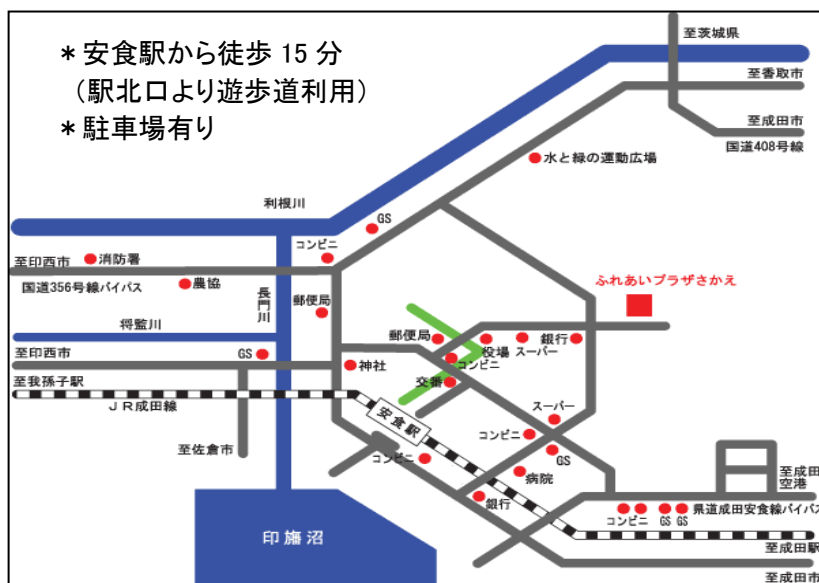 ＊安食駅から徒歩 15 分
（駅北口より遊歩道利用）
＊駐車場有り
至茨城県
至香取市
至成田市
国道408号線
水と緑の運動広場
利根川
GS
コンビニ
至印西市
消防署
国道356号線バイパス
農協
長門川
郵便局
ふれあいプラザさかえ
将監川
郵便局
役場
スーパー
銀行
至印西市
GS
神社
コンビニ
交番
至我孫子駅
ＪＲ成田線
安食駅
スーパー
コンビニ
至佐倉市
コンビニ
GS
病院
至成田空港
銀行
県道成田安食線バイパス
コンビニ
GS
GS
印旛沼
至成田駅
至成田市